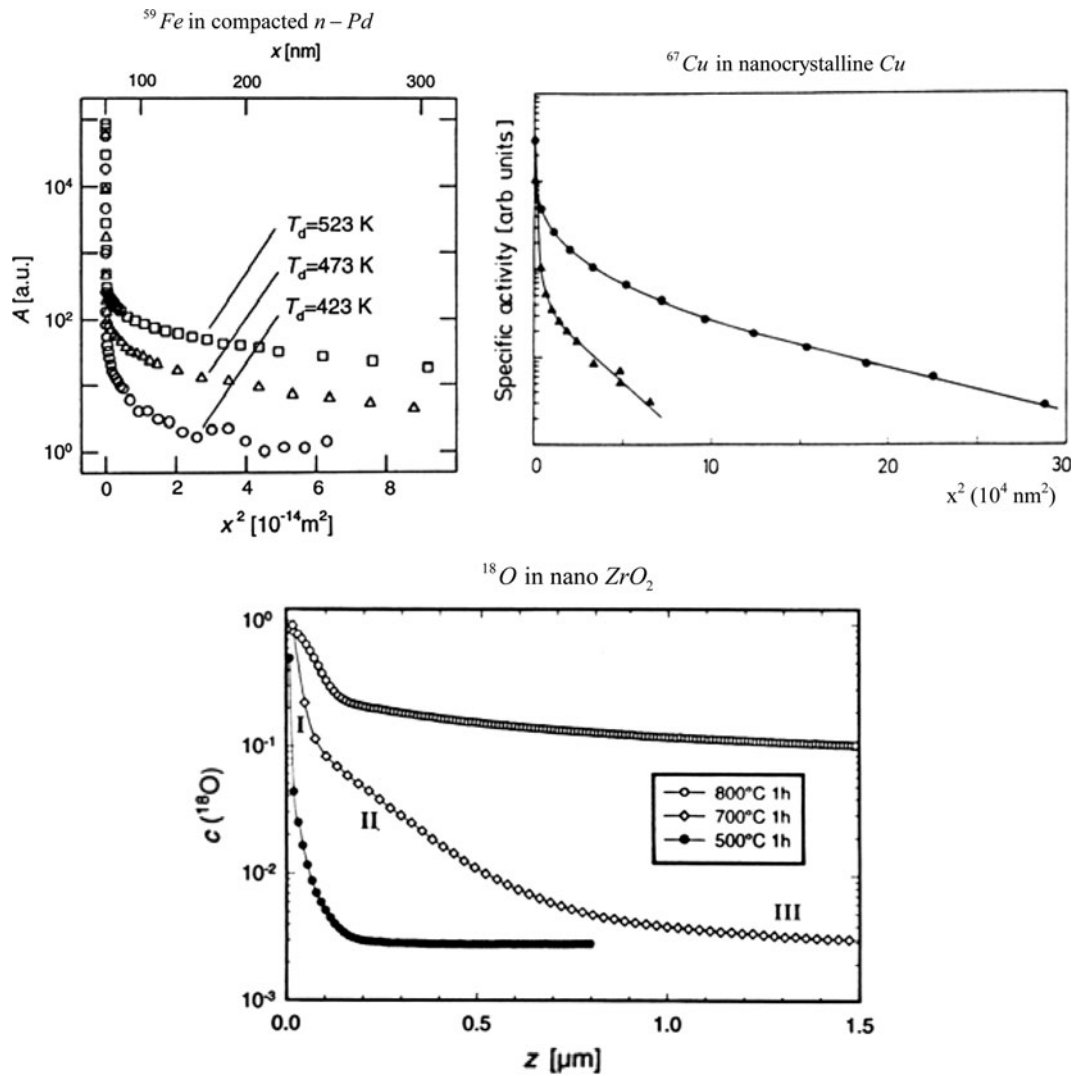 ⁵⁹Fe in compacted n – Pd
x [nm]
100 200 300
A [a.u.]
10⁴
10²
10⁰
T_d=523 K
T_d=473 K
T_d=423 K
0 2 4 6 8
x² [10⁻¹⁴m²]
⁶⁷Cu in nanocrystalline Cu
Specific activity [arb units]
0 10 20 30
x² (10⁴ nm²)
¹⁸O in nano ZrO₂
c (¹⁸O)
10⁰
10⁻¹
10⁻²
10⁻³
I
II
III
800°C 1h
700°C 1h
500°C 1h
0.0 0.5 1.0 1.5
z [µm]